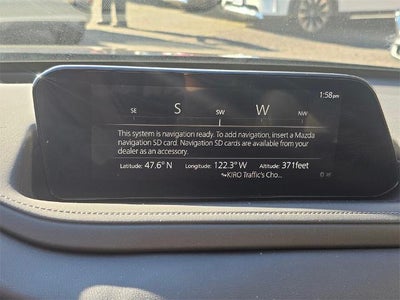 1:58pm
SE S SW W NW
This system is navigation ready. To add navigation, insert a Mazda
navigation SD card. Navigation SD cards are available from your
dealer as an accessory.
Latitude: 47.6° N Longitude: 122.3° W Altitude: 371feet
KIRO Traffic's Cho...